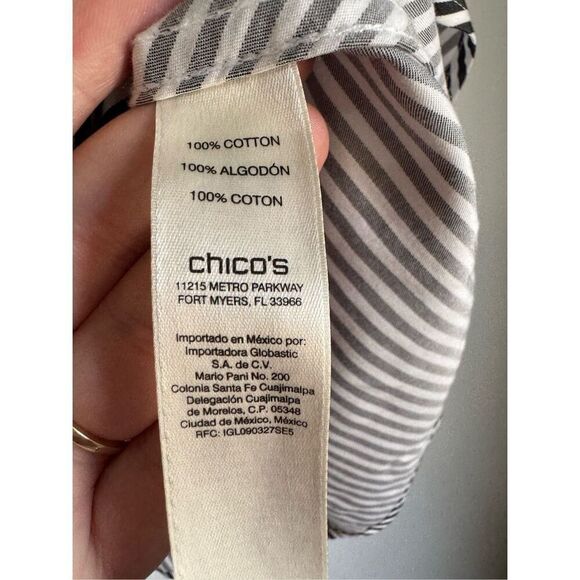 100% COTTON
100% ALGODÓN
100% COTON
chico's
11215 METRO PARKWAY
FORT MYERS, FL 33966
Importado en México por:
Importadora Globastic
S.A. de C.V.
Mario Pani No. 200
Colonia Santa Fe Cuajimalpa
Delegación Cuajimalpa
de Morelos, C.P. 05348
Ciudad de México, México
RFC: IGL090327SE5